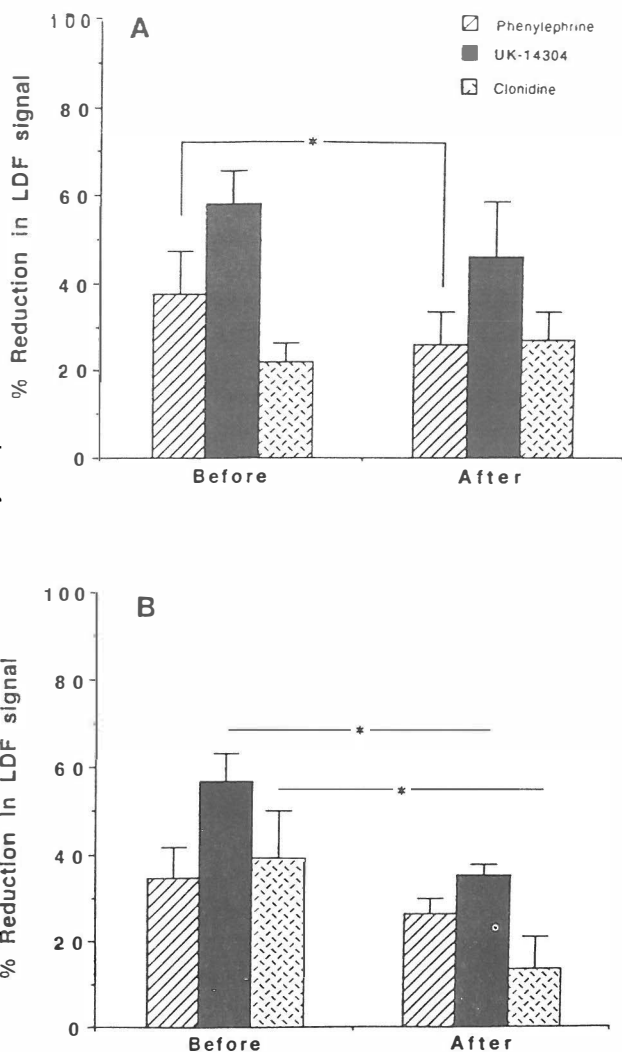 100
A
Phenylephrine
UK-14304
Clonidine
80
60
40
20
0
% Reduction in LDF signal
*
Before
After
100
B
80
60
40
20
0
% Reduction In LDF signal
*
*
Before
After